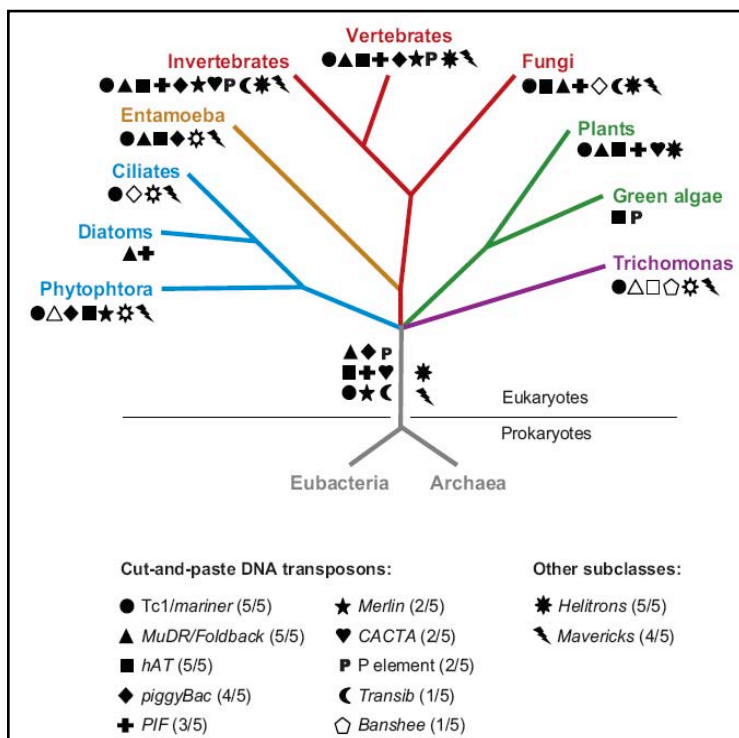 Vertebrates
Invertebrates
Fungi
P
P
Entamoeba
Plants
Ciliates
Green algae
P
Diatoms
Trichomonas
Phytophtora
P
Eukaryotes
Prokaryotes
Eubacteria
Archaea
Cut-and-paste DNA transposons:
Other subclasses:
Tc1/mariner (5/5)
Merlin (2/5)
Helitrons (5/5)
MuDR/Foldback (5/5)
CACTA (2/5)
Mavericks (4/5)
hAT (5/5)
P P element (2/5)
piggyBac (4/5)
Transib (1/5)
PIF (3/5)
Banshee (1/5)